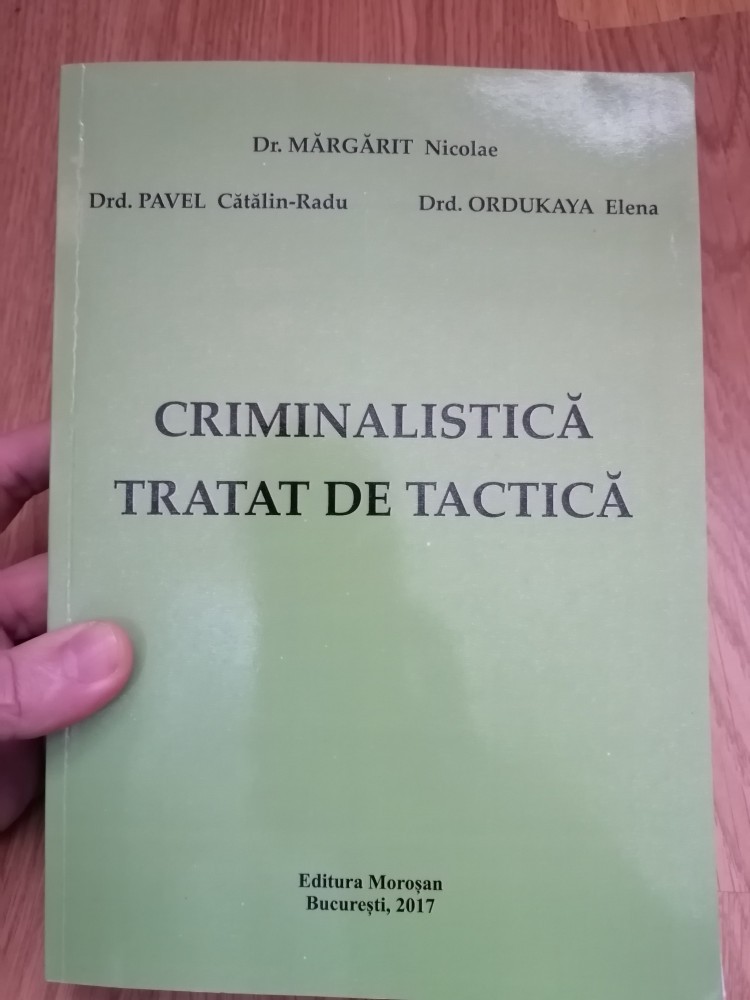 Dr. MĂRGĂRIT Nicolae
Drd. PAVEL Cătălin-Radu Drd. ORDUKAYA Elena
CRIMINALISTICĂ
TRATAT DE TACTICĂ
Editura Moroșan
București, 2017